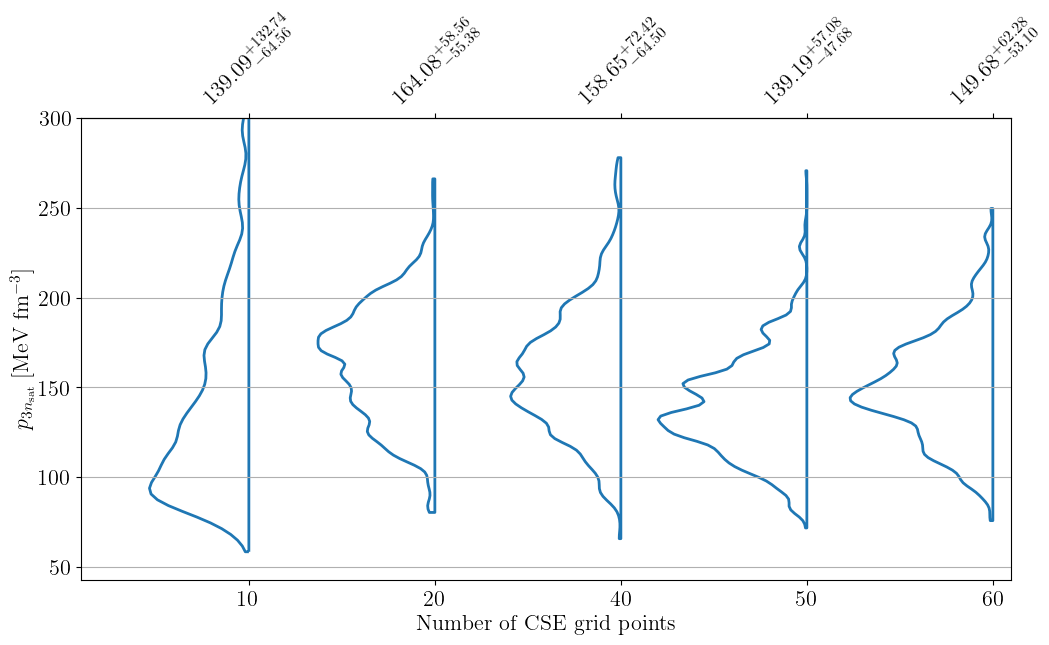 139.09^{+132.74}_{-64.56} 164.08^{+58.56}_{-55.38} 158.65^{+72.42}_{-64.50} 139.19^{+57.08}_{-47.68} 149.68^{+62.28}_{-53.10}
300
250
200
150
100
50
p_{3n_{sat}} [MeV fm^{-3}]
10 20 40 50 60
Number of CSE grid points